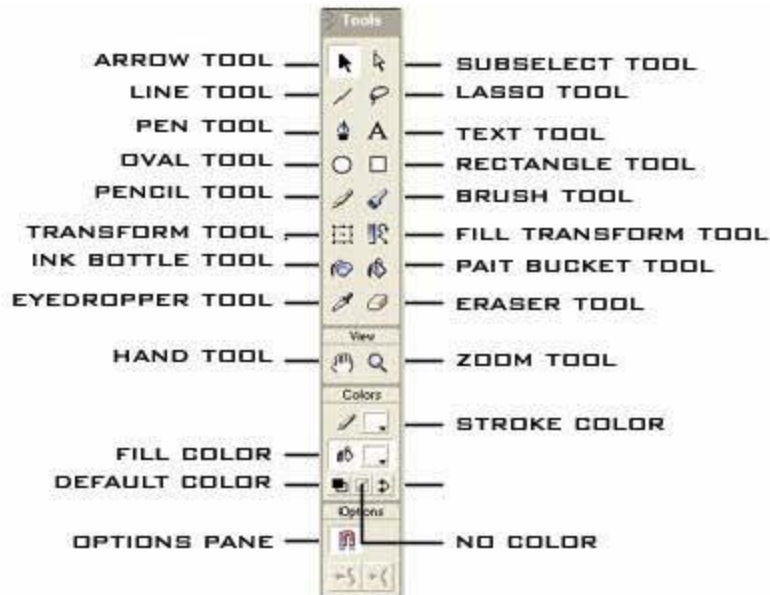 Tools
ARROW TOOL
SUBSELECT TOOL
LINE TOOL
LASSO TOOL
PEN TOOL
A
TEXT TOOL
OVAL TOOL
RECTANGLE TOOL
PENCIL TOOL
BRUSH TOOL
TRANSFORM TOOL
FILL TRANSFORM TOOL
INK BOTTLE TOOL
PAIT BUCKET TOOL
EYEDROPPER TOOL
ERASER TOOL
View
HAND TOOL
ZOOM TOOL
Colors
STROKE COLOR
FILL COLOR
DEFAULT COLOR
Options
OPTIONS PANE
NO COLOR